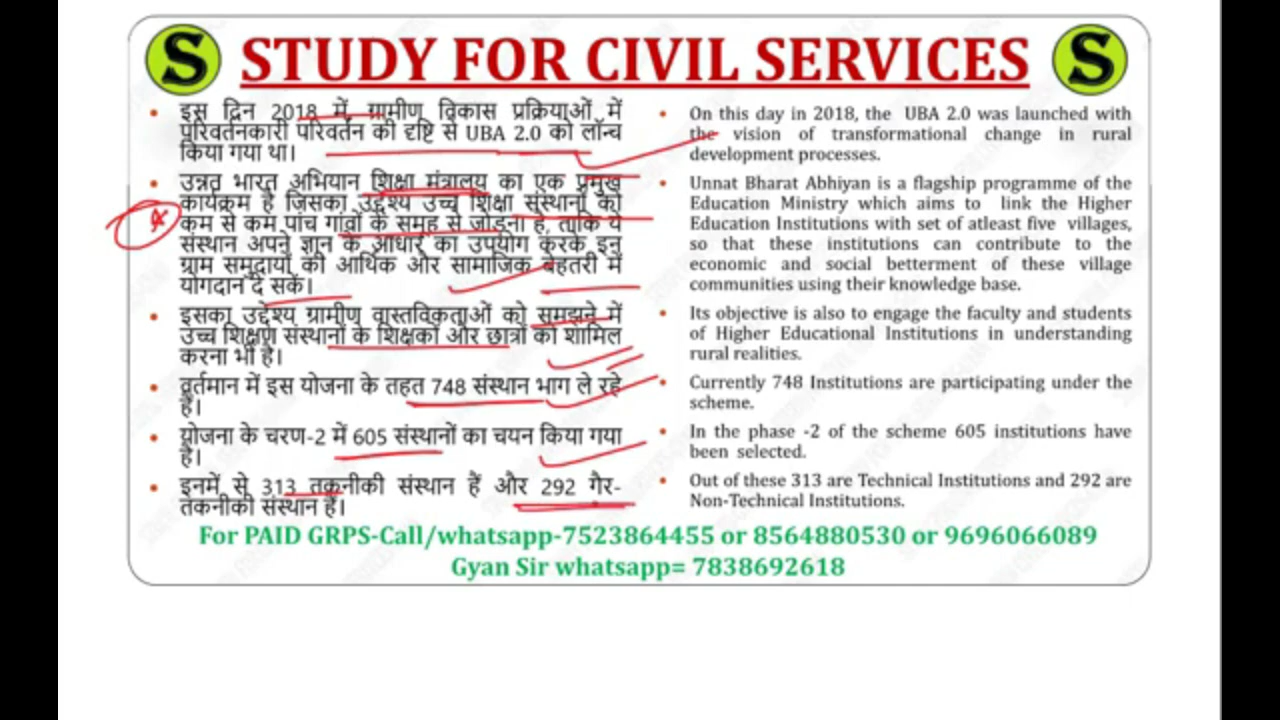 S STUDY FOR CIVIL SERVICES S
• इस दिन 2018 में ग्रामीण विकास प्रक्रियाओं में
परिवर्तनकारी परिवर्तन की दृष्टि से UBA 2.0 को लॉन्च
किया गया था।
• उन्नत भारत अभियान शिक्षा मंत्रालय का एक प्रमुख
कार्यक्रम है जिसका उद्देश्य उच्च शिक्षा संस्थानों को
कम से कम पांच गांवों के समूह से जोड़ना है, ताकि ये
संस्थान अपने ज्ञान के आधार का उपयोग करके इन
ग्राम समुदायों की आर्थिक और सामाजिक बेहतरी में
योगदान दे सकें।
• इसका उद्देश्य ग्रामीण वास्तविकताओं को समझने में
उच्च शिक्षण संस्थानों के शिक्षकों और छात्रों को शामिल
करना भी है।
• वर्तमान में इस योजना के तहत 748 संस्थान भाग ले रहे
हैं।
• योजना के चरण-2 में 605 संस्थानों का चयन किया गया
है।
• इनमें से 313 तकनीकी संस्थान हैं और 292 गैर-
तकनीकी संस्थान हैं।
• On this day in 2018, the UBA 2.0 was launched with
the vision of transformational change in rural
development processes.
• Unnat Bharat Abhiyan is a flagship programme of the
Education Ministry which aims to link the Higher
Education Institutions with set of atleast five villages,
so that these institutions can contribute to the
economic and social betterment of these village
communities using their knowledge base.
• Its objective is also to engage the faculty and students
of Higher Educational Institutions in understanding
rural realities.
• Currently 748 Institutions are participating under the
scheme.
• In the phase -2 of the scheme 605 institutions have
been selected.
• Out of these 313 are Technical Institutions and 292 are
Non-Technical Institutions.
For PAID GRPS-Call/whatsapp-7523864455 or 8564880530 or 9696066089
Gyan Sir whatsapp= 7838692618